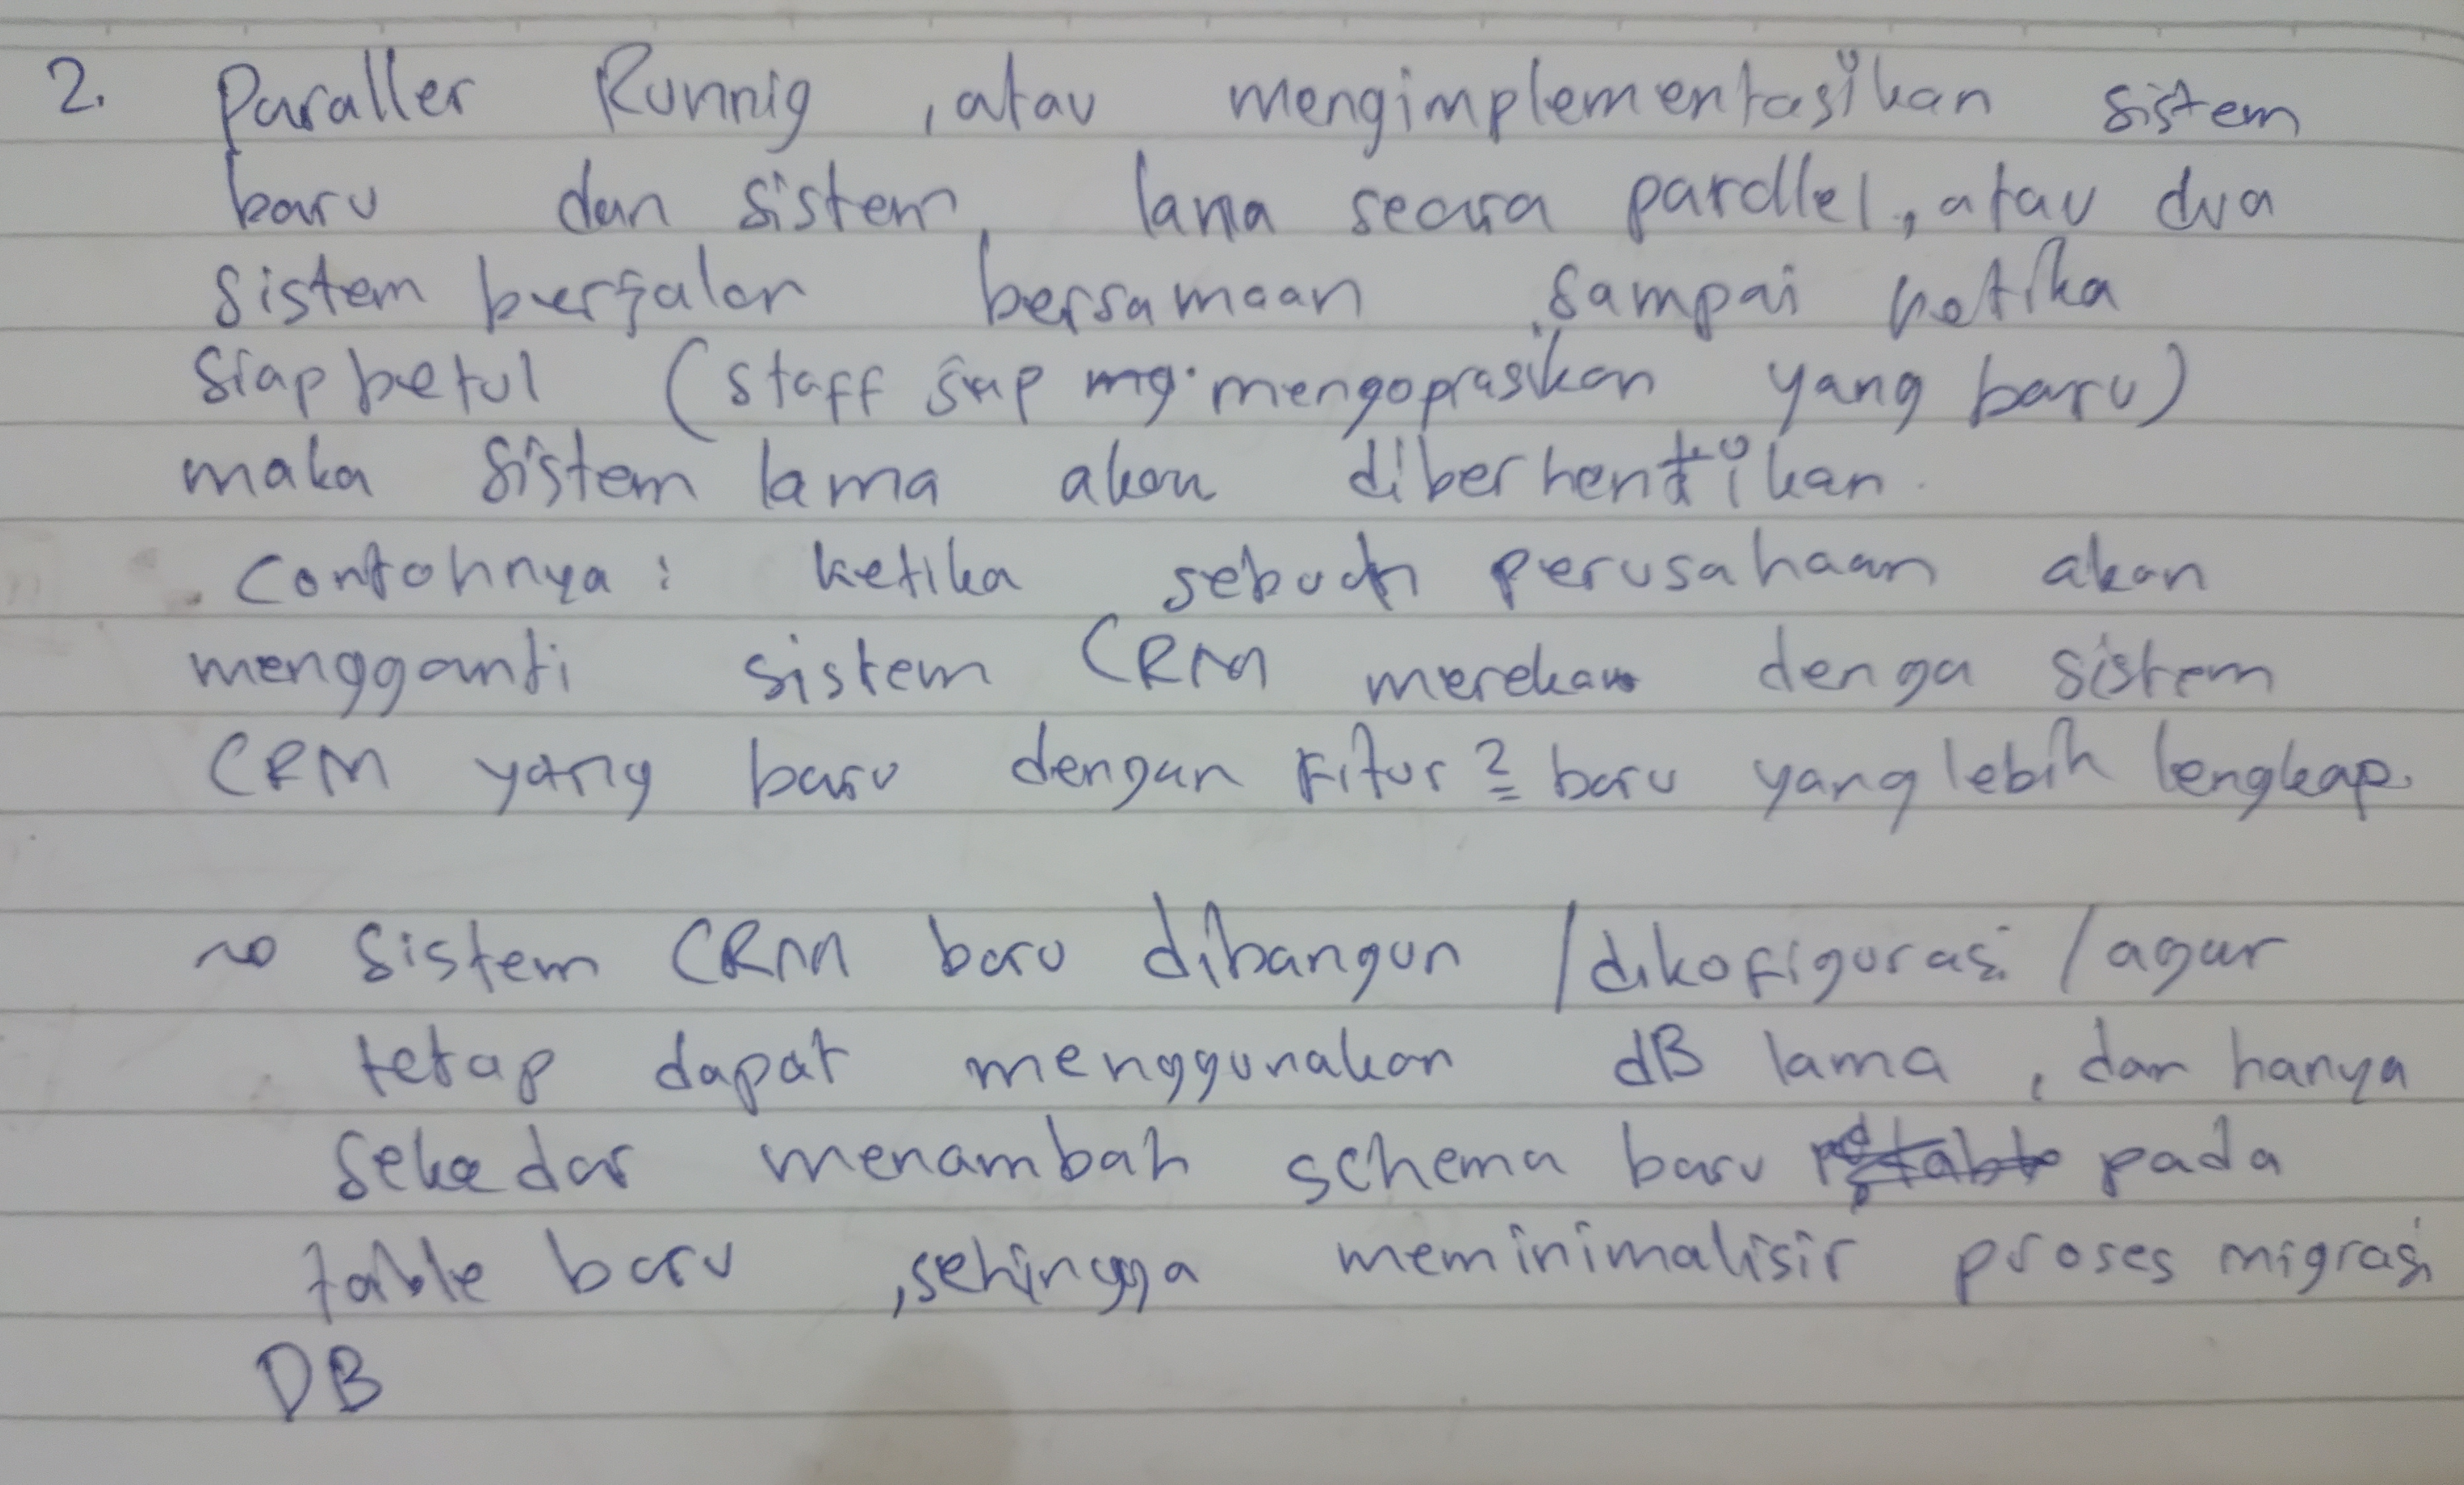 2. Paraller Runnig , atau mengimplementasikan sistem
baru dan sistem lama secara parallel, atau dua
sistem berjalan bersamaan sampai ketika
siap betul (staff siap mengoprasikan yang baru)
maka sistem lama akan diberhentikan.
Contohnya : ketika sebuah perusahaan akan
mengganti sistem CRM mereka denga sistem
CRM yang baru dengan Fitur 2 baru yang lebih lengkap.
~o Sistem CRM baru dibangun / dikofigurasi / agar
tetap dapat menggunakan dB lama , dan hanya
sekedar menambah schema baru pada
table baru , sehingga meminimalisir proses migrasi
DB